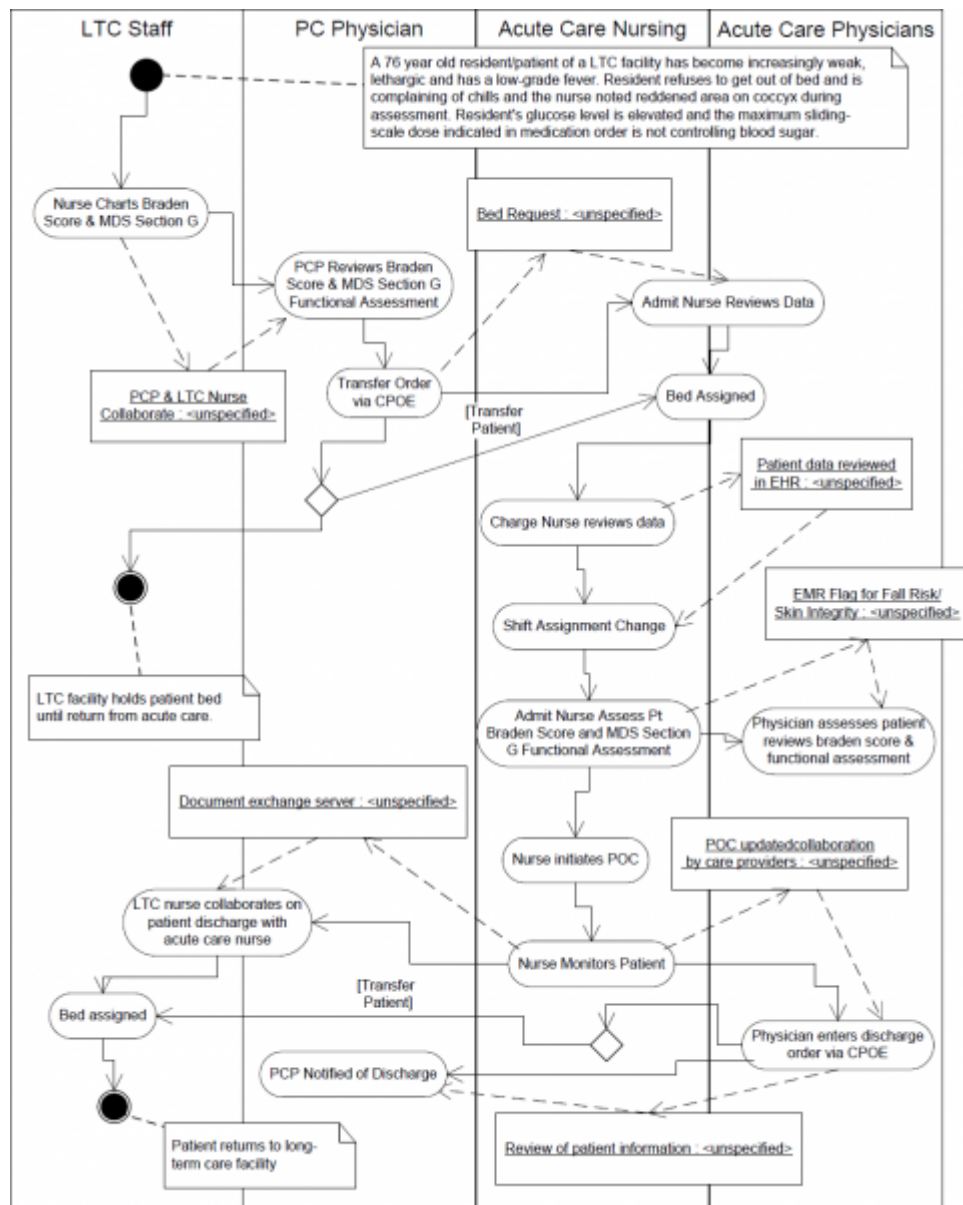 LTC Staff
PC Physician
Acute Care Nursing
Acute Care Physicians
A 76 year old resident/patient of a LTC facility has become increasingly weak,
lethargic and has a low-grade fever. Resident refuses to get out of bed and is
complaining of chills and the nurse noted reddened area on coccyx during
assessment. Resident's glucose level is elevated and the maximum sliding-
scale dose indicated in medication order is not controlling blood sugar.
Nurse Charts Braden
Score & MDS Section G
Bed Request : <unspecified>
PCP Reviews Braden
Score & MDS Section G
Functional Assessment
Admit Nurse Reviews Data
PCP & LTC Nurse
Collaborate : <unspecified>
Transfer Order
via CPOE
Bed Assigned
[Transfer
Patient]
Patient data reviewed
in EHR : <unspecified>
Charge Nurse reviews data
EMR Flag for Fall Risk/
Skin Integrity : <unspecified>
Shift Assignment Change
LTC facility holds patient bed
until return from acute care.
Admit Nurse Assess Pt
Braden Score and MDS Section
G Functional Assessment
Physician assesses patient
reviews braden score &
functional assessment
Document exchange server : <unspecified>
Nurse initiates POC
POC updatedcollaboration
by care providers : <unspecified>
LTC nurse collaborates on
patient discharge with
acute care nurse
Nurse Monitors Patient
[Transfer
Patient]
Bed assigned
Physician enters discharge
order via CPOE
PCP Notified of Discharge
Patient returns to long-
term care facility
Review of patient information : <unspecified>